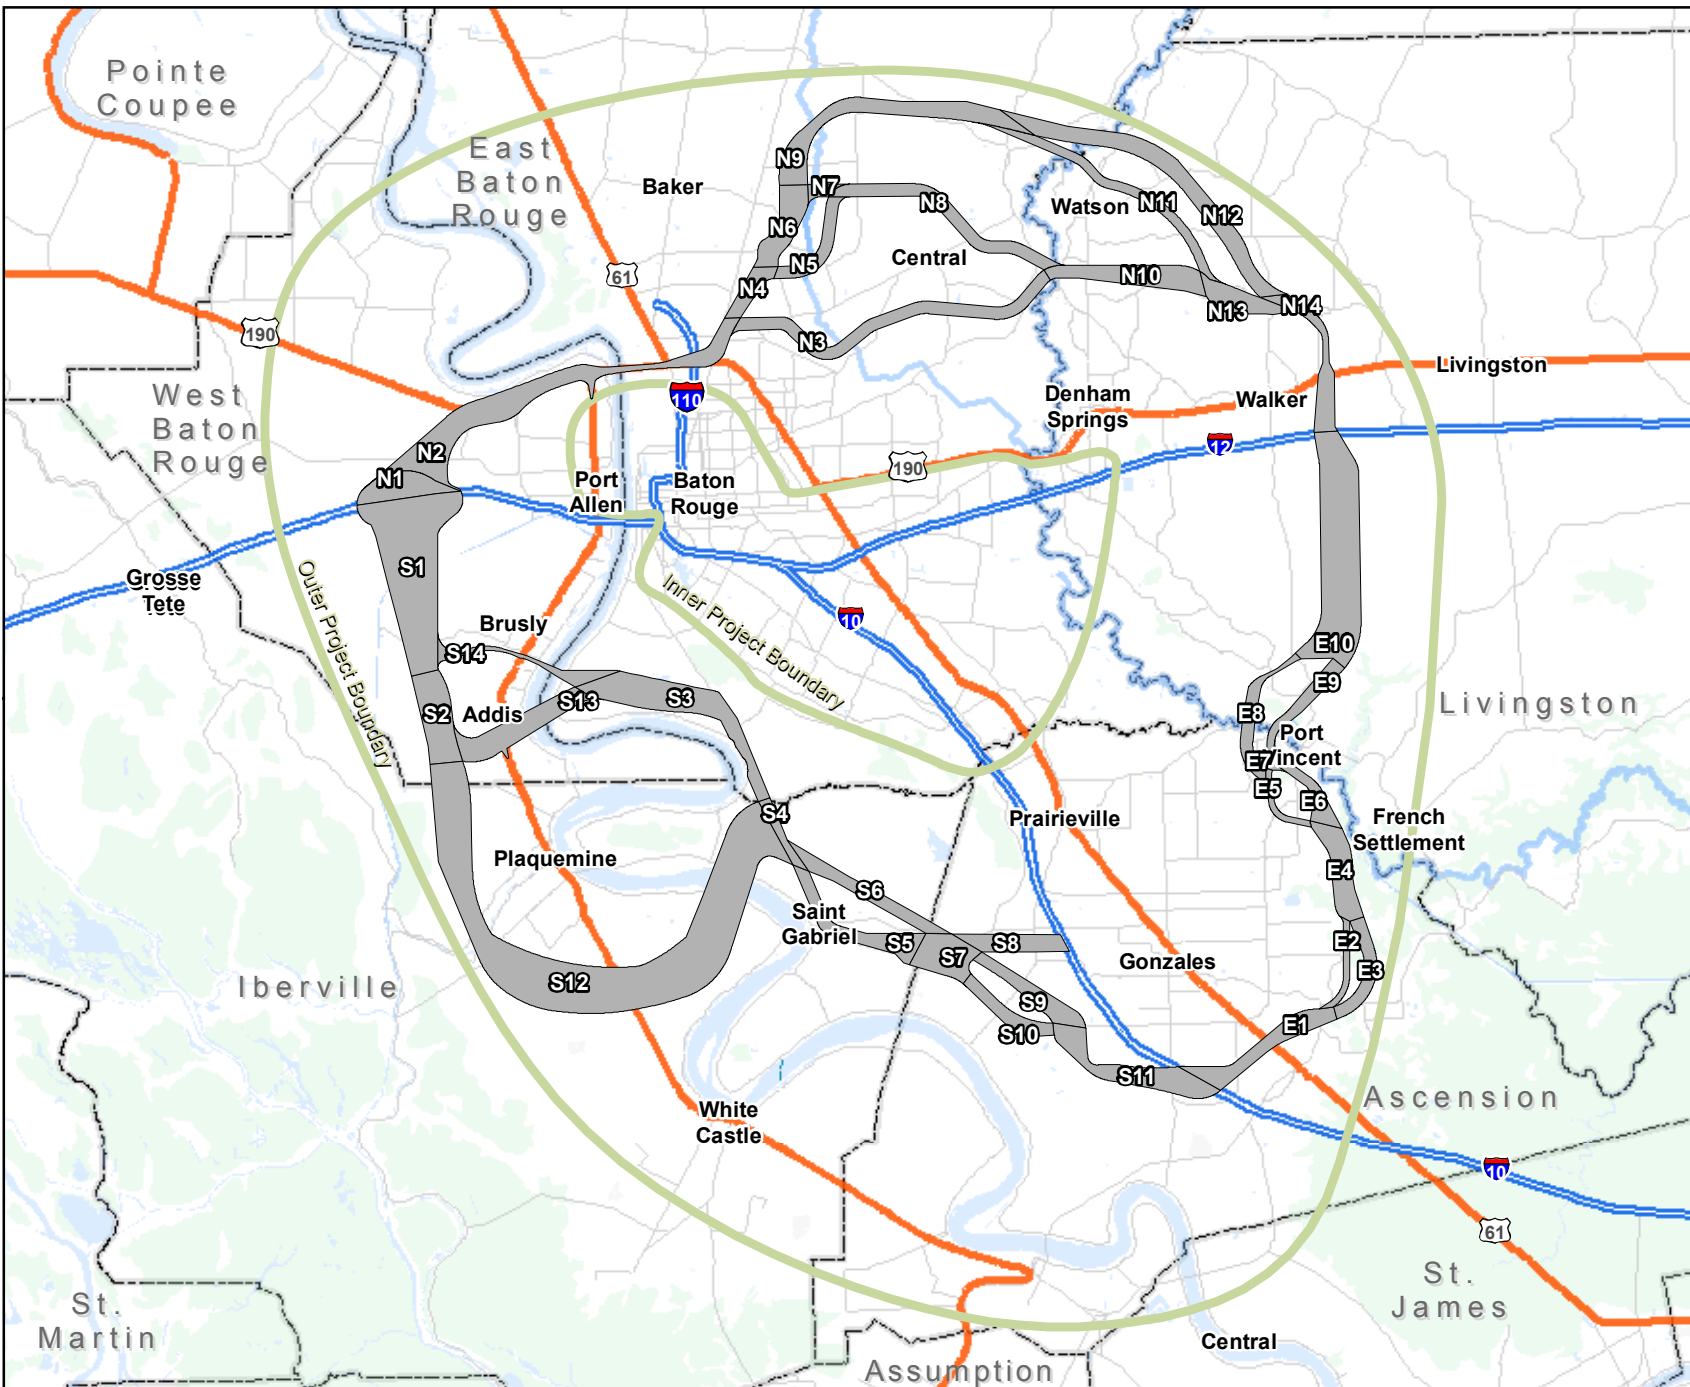 Pointe
Coupee
East
Baton
Rouge
Baker
N9
N7
N8
Watson
N11
N12
N6
Central
N5
N4
N10
N13
N14
61
190
N3
Livingston
West
Baton
Rouge
110
Denham
Springs
Walker
12
N2
N1
190
Port
Allen
Baton
Rouge
S1
Grosse
Tete
Outer Project Boundary
Inner Project Boundary
10
Brusly
S14
E10
E9
S13
S3
S2
Addis
E8
Livingston
Port
Vincent
E7
E5
E6
S4
Prairieville
French
Settlement
Plaquemine
E4
S6
Saint
Gabriel
S5
S8
S7
E2
Gonzales
E3
Iberville
S12
S9
S10
E1
S11
Ascension
White
Castle
10
61
St.
James
St.
Martin
Central
Assumption